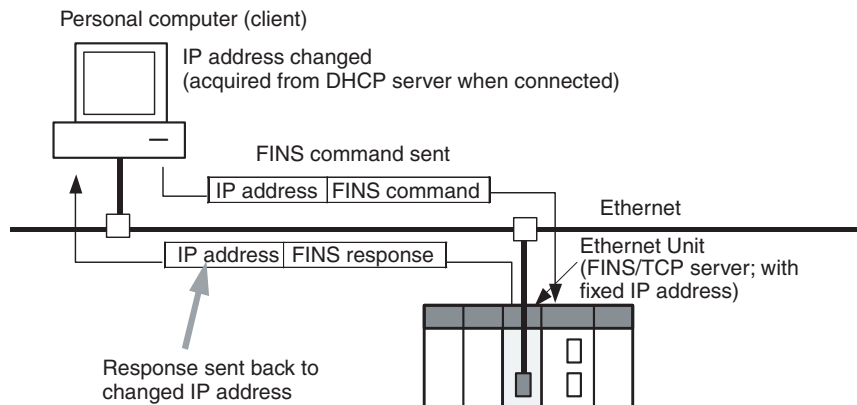 Personal computer (client)
IP address changed
(acquired from DHCP server when connected)
FINS command sent
IP address FINS command
Ethernet
IP address FINS response
Ethernet Unit
(FINS/TCP server; with
fixed IP address)
Response sent back to
changed IP address